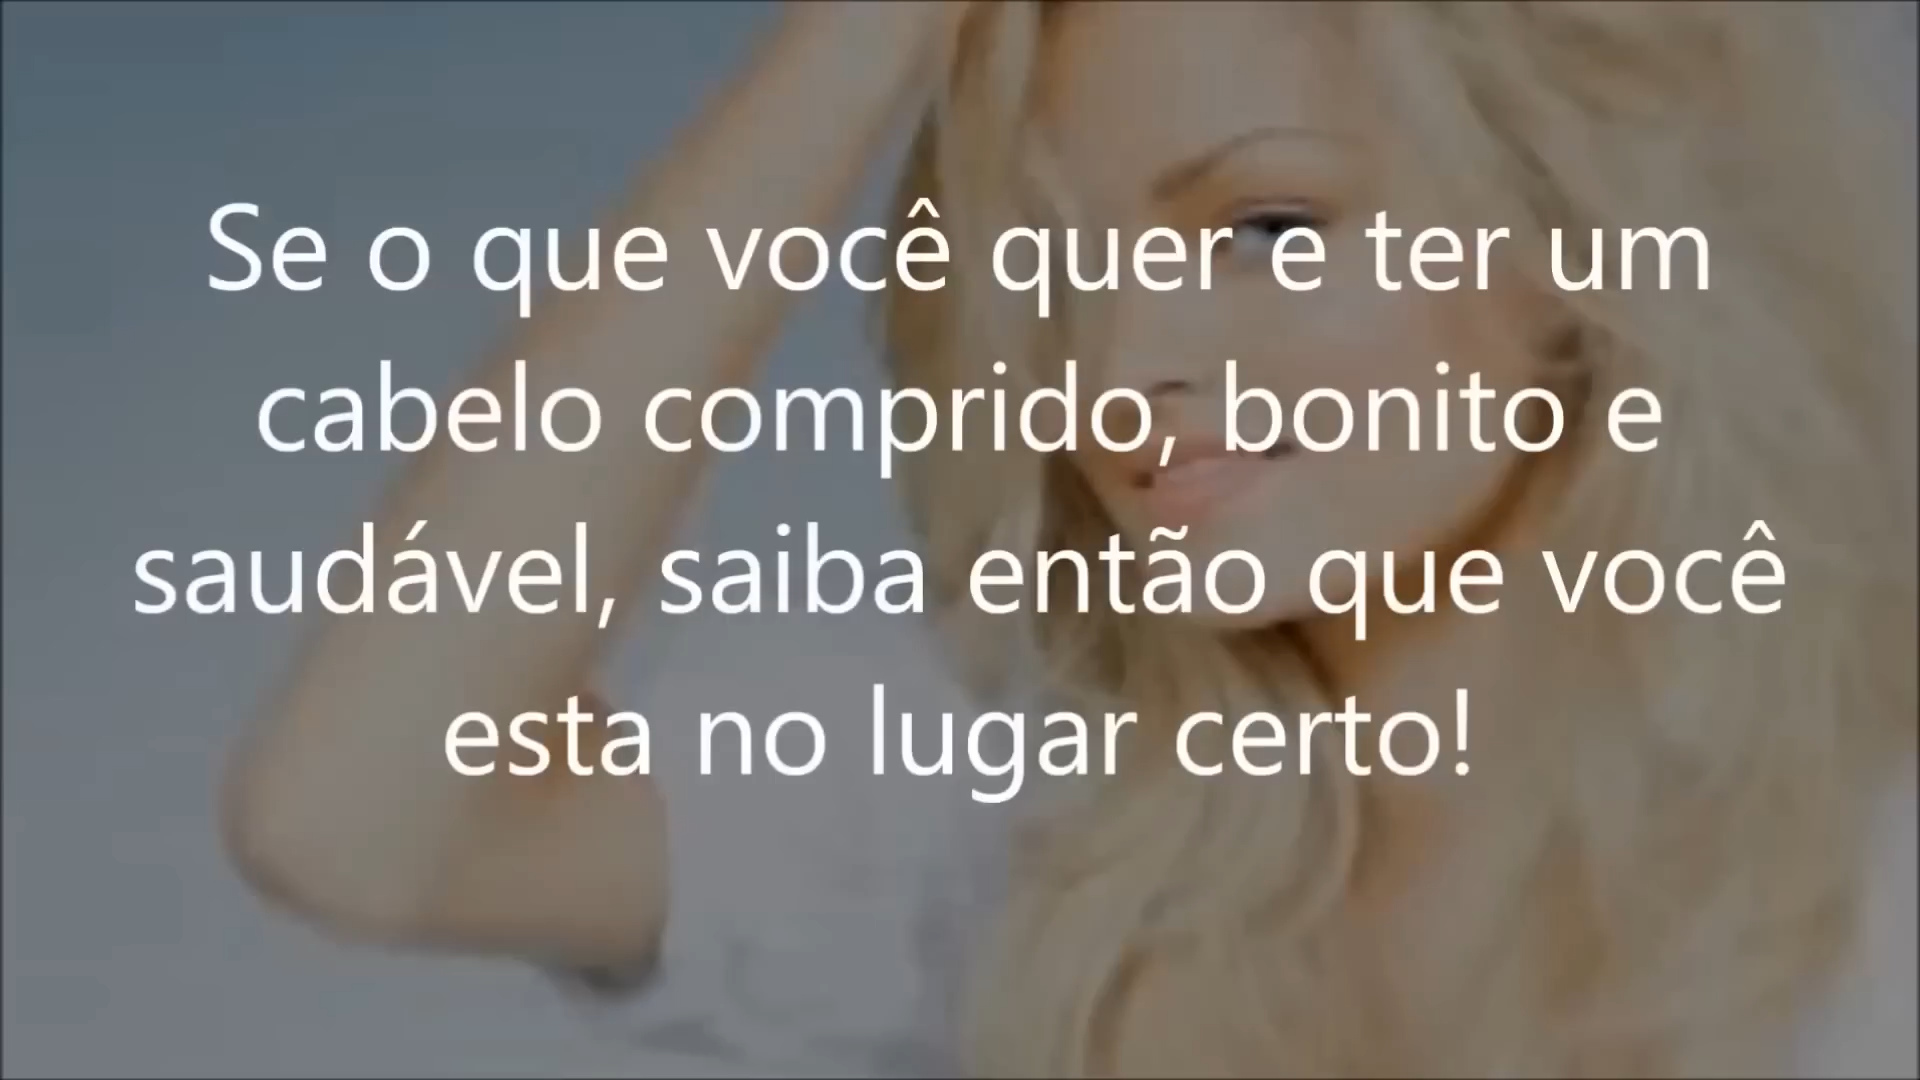 Se o que você quer e ter um
cabelo comprido, bonito e
saudável, saiba então que você
esta no lugar certo!